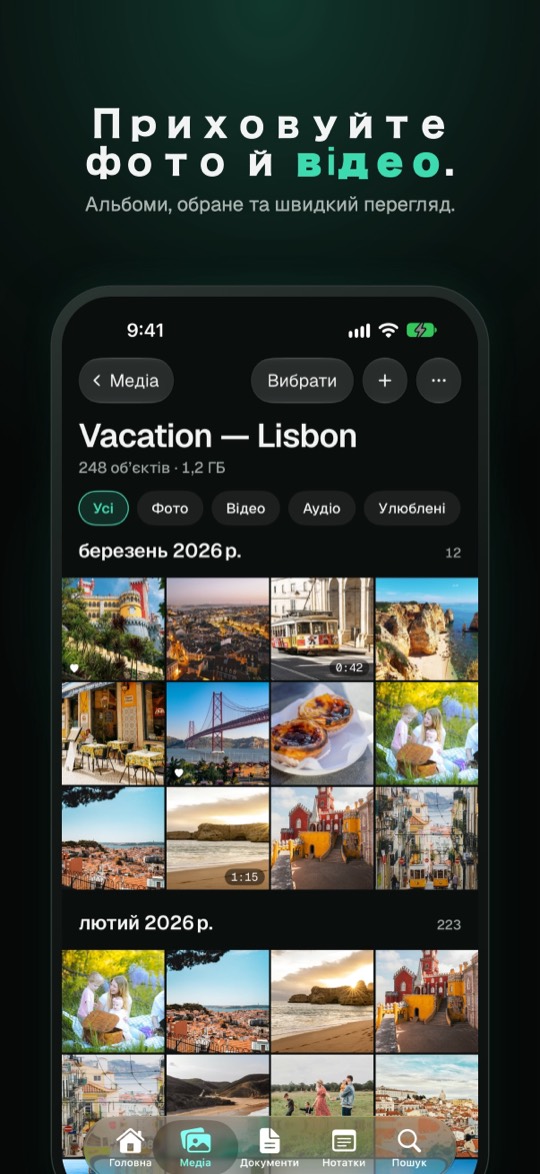 Приховуйте
фото й відео.
Альбоми, обране та швидкий перегляд.
9:41
Медіа
Вибрати
Vacation — Lisbon
248 об'єктів · 1,2 ГБ
Усі Фото Відео Аудіо Улюблені
березень 2026 р. 12
0:42
1:15
лютий 2026 р. 223
Головна Медіа Документи Нотатки Пошук